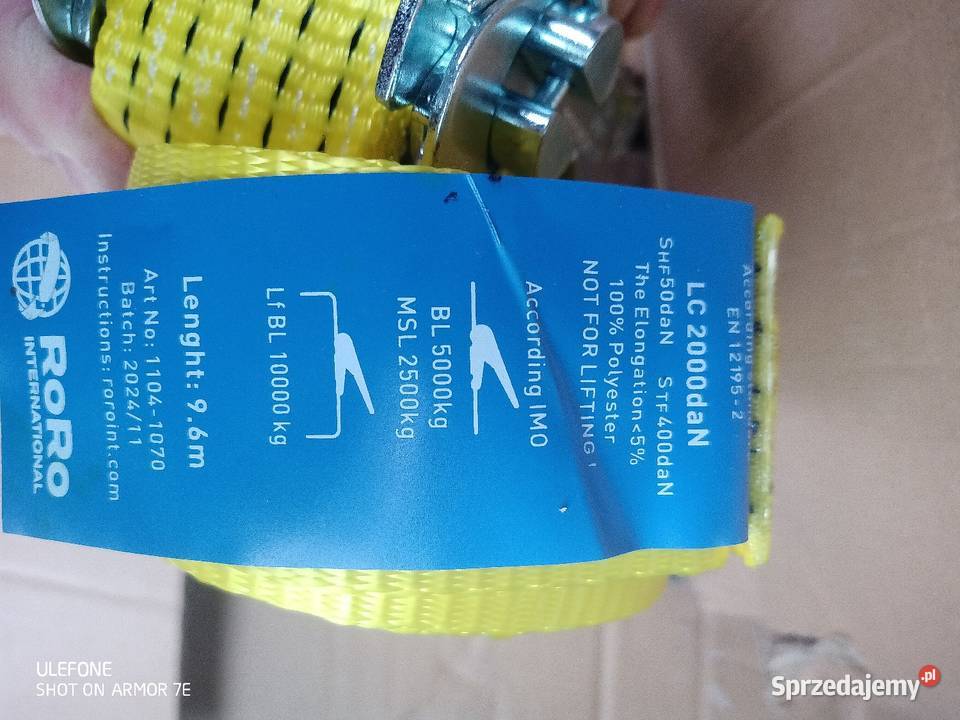 According
EN 12195-2
LC 2000daN
SHF50daN STF400daN
The Elongation<5%
100% Polyester
NOT FOR LIFTING!
According IMO
BL 5000kg
MSL 2500kg
LfBL 10000kg
Lenght: 9.6m
Art No: 1104-1070
Batch: 2024/11
Instructions: roroint.com
RORO
INTERNATIONAL
ULEFONE
SHOT ON ARMOR 7E
Sprzedajemy.pl